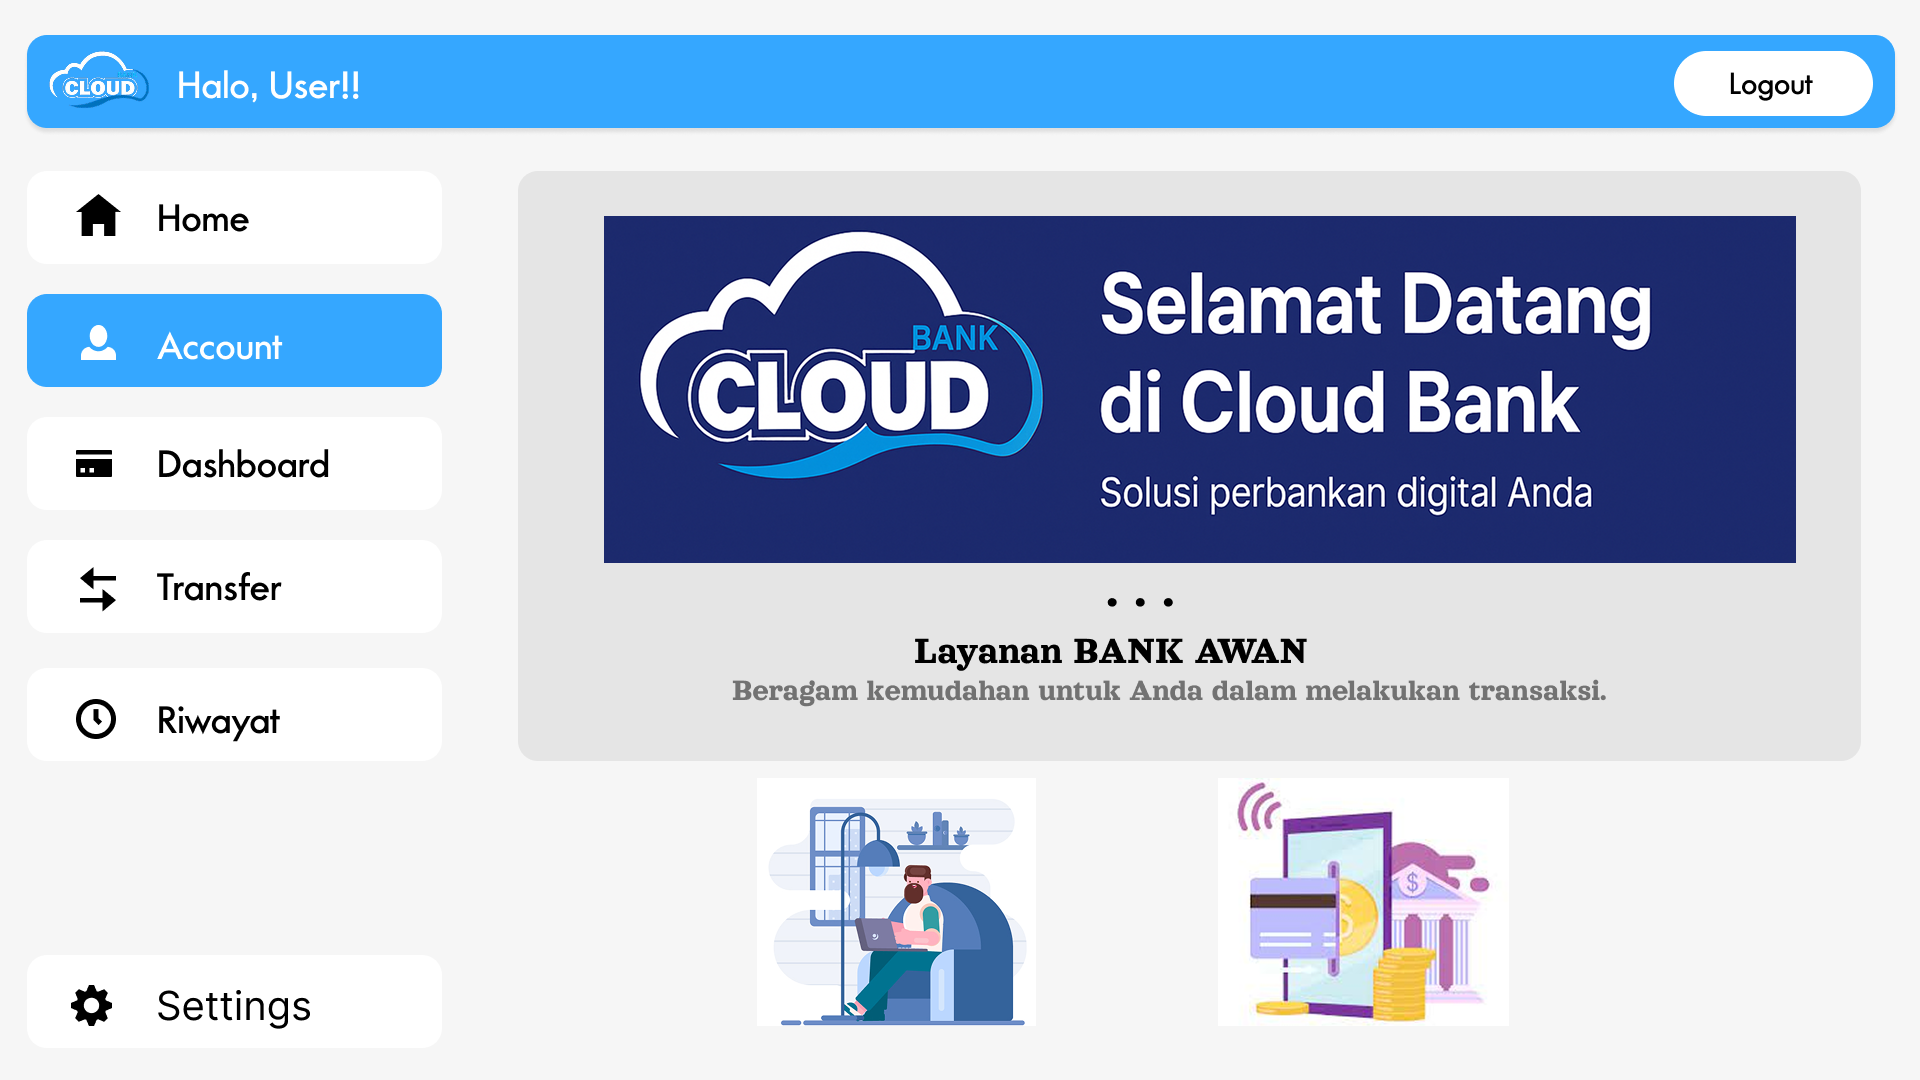 CLOUD
Halo, User!!
Logout
Home
Account
Dashboard
Transfer
Riwayat
Settings
BANK
CLOUD
Selamat Datang
di Cloud Bank
Solusi perbankan digital Anda
Layanan BANK AWAN
Beragam kemudahan untuk Anda dalam melakukan transaksi.
$
$